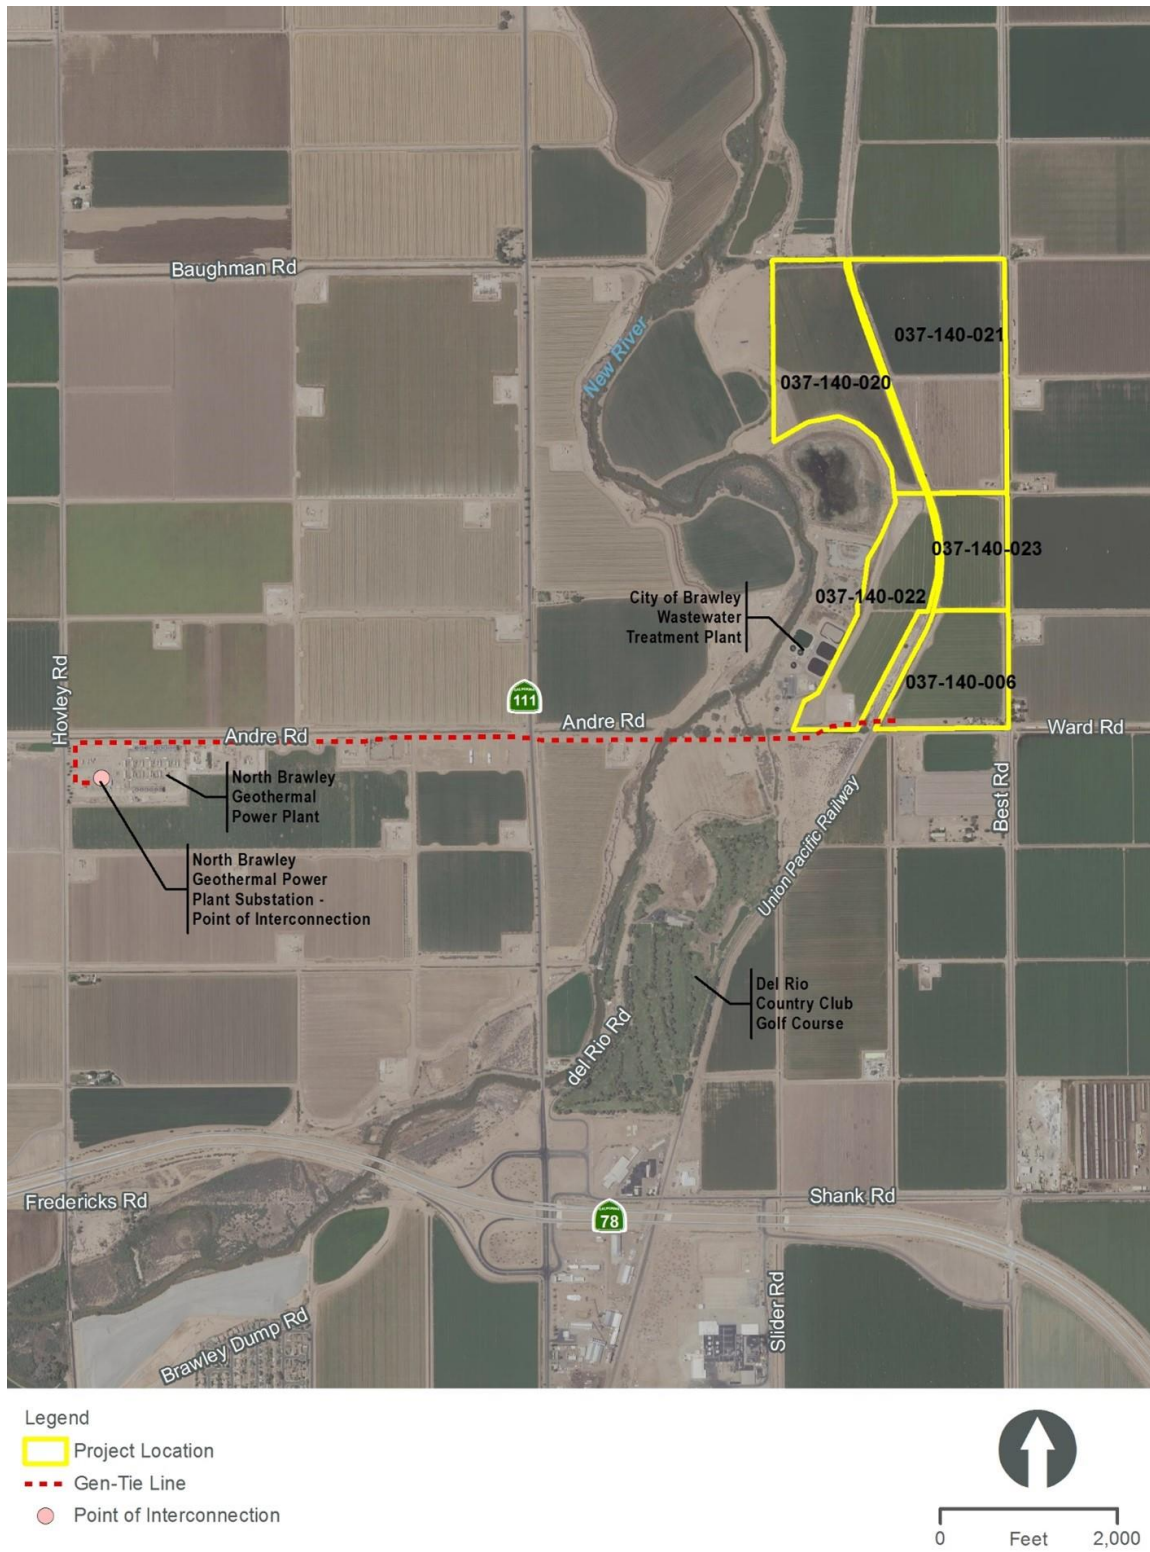 Baughman Rd
New River
037-140-021
037-140-020
037-140-023
City of Brawley
Wastewater
Treatment Plant
037-140-022
037-140-006
Hovley Rd
CALIFORNIA
111
Andre Rd
Andre Rd
Ward Rd
North Brawley
Geothermal
Power Plant
Best Rd
Union Pacific Railway
North Brawley
Geothermal Power
Plant Substation -
Point of Interconnection
Del Rio
Country Club
Golf Course
del Rio Rd
Fredericks Rd
Shank Rd
CALIFORNIA
78
Slider Rd
Brawley Dump Rd
Legend
Project Location
Gen-Tie Line
Point of Interconnection
0 Feet 2,000